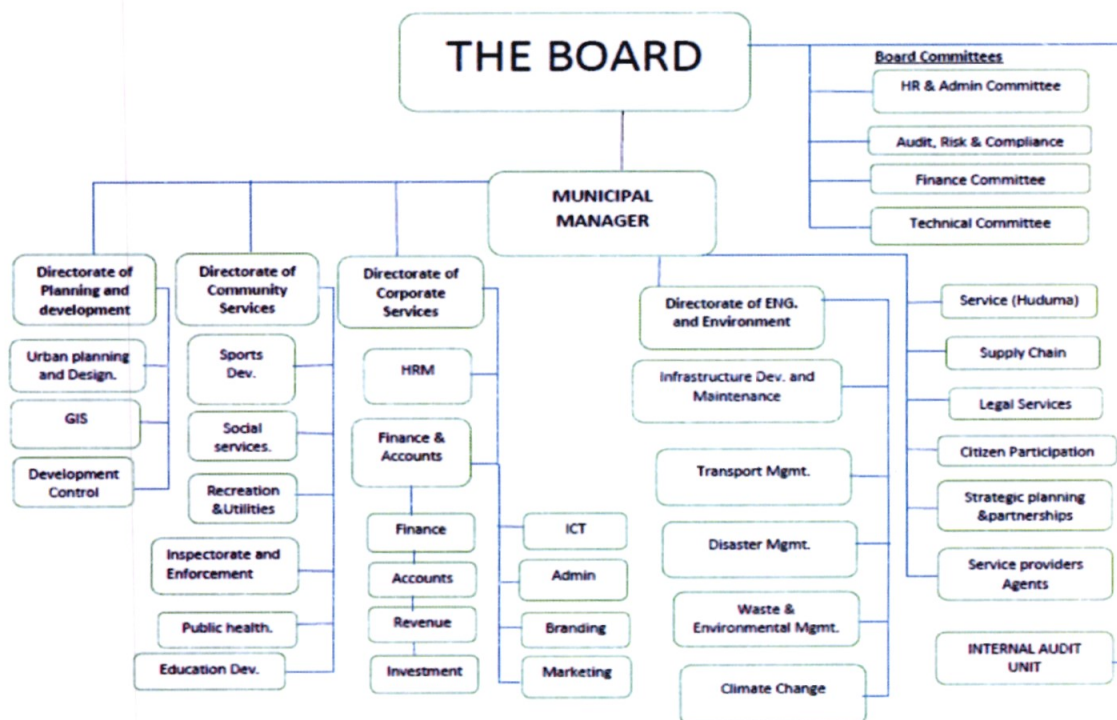 THE BOARD
Board Committees
HR & Admin Committee
Audit, Risk & Compliance
Finance Committee
Technical Committee
MUNICIPAL
MANAGER
Directorate of
Planning and
development
Urban planning
and Design.
GIS
Development
Control
Directorate of
Community
Services
Sports
Dev.
Social
services.
Recreation
&Utilities
Inspectorate and
Enforcement
Public health.
Education Dev.
Directorate of
Corporate
Services
HRM
Finance &
Accounts
Finance
Accounts
Revenue
Investment
ICT
Admin
Branding
Marketing
Directorate of ENG.
and Environment
Infrastructure Dev. and
Maintenance
Transport Mgmt.
Disaster Mgmt.
Waste &
Environmental Mgmt.
Climate Change
Service (Huduma)
Supply Chain
Legal Services
Citizen Participation
Strategic planning
&partnerships
Service providers
Agents
INTERNAL AUDIT
UNIT